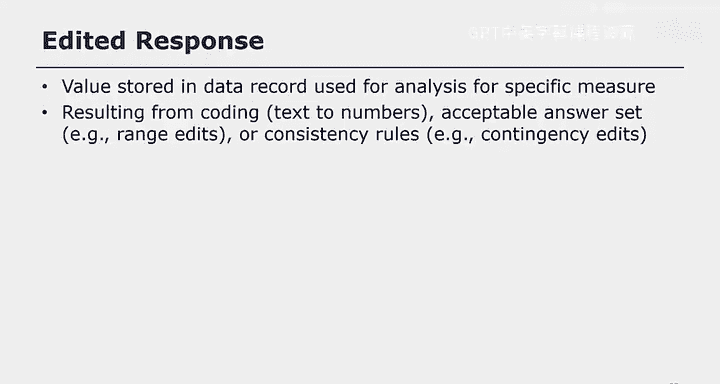 Edited Response
• Value stored in data record used for analysis for specific measure
• Resulting from coding (text to numbers), acceptable answer set
(e.g., range edits), or consistency rules (e.g., contingency edits)